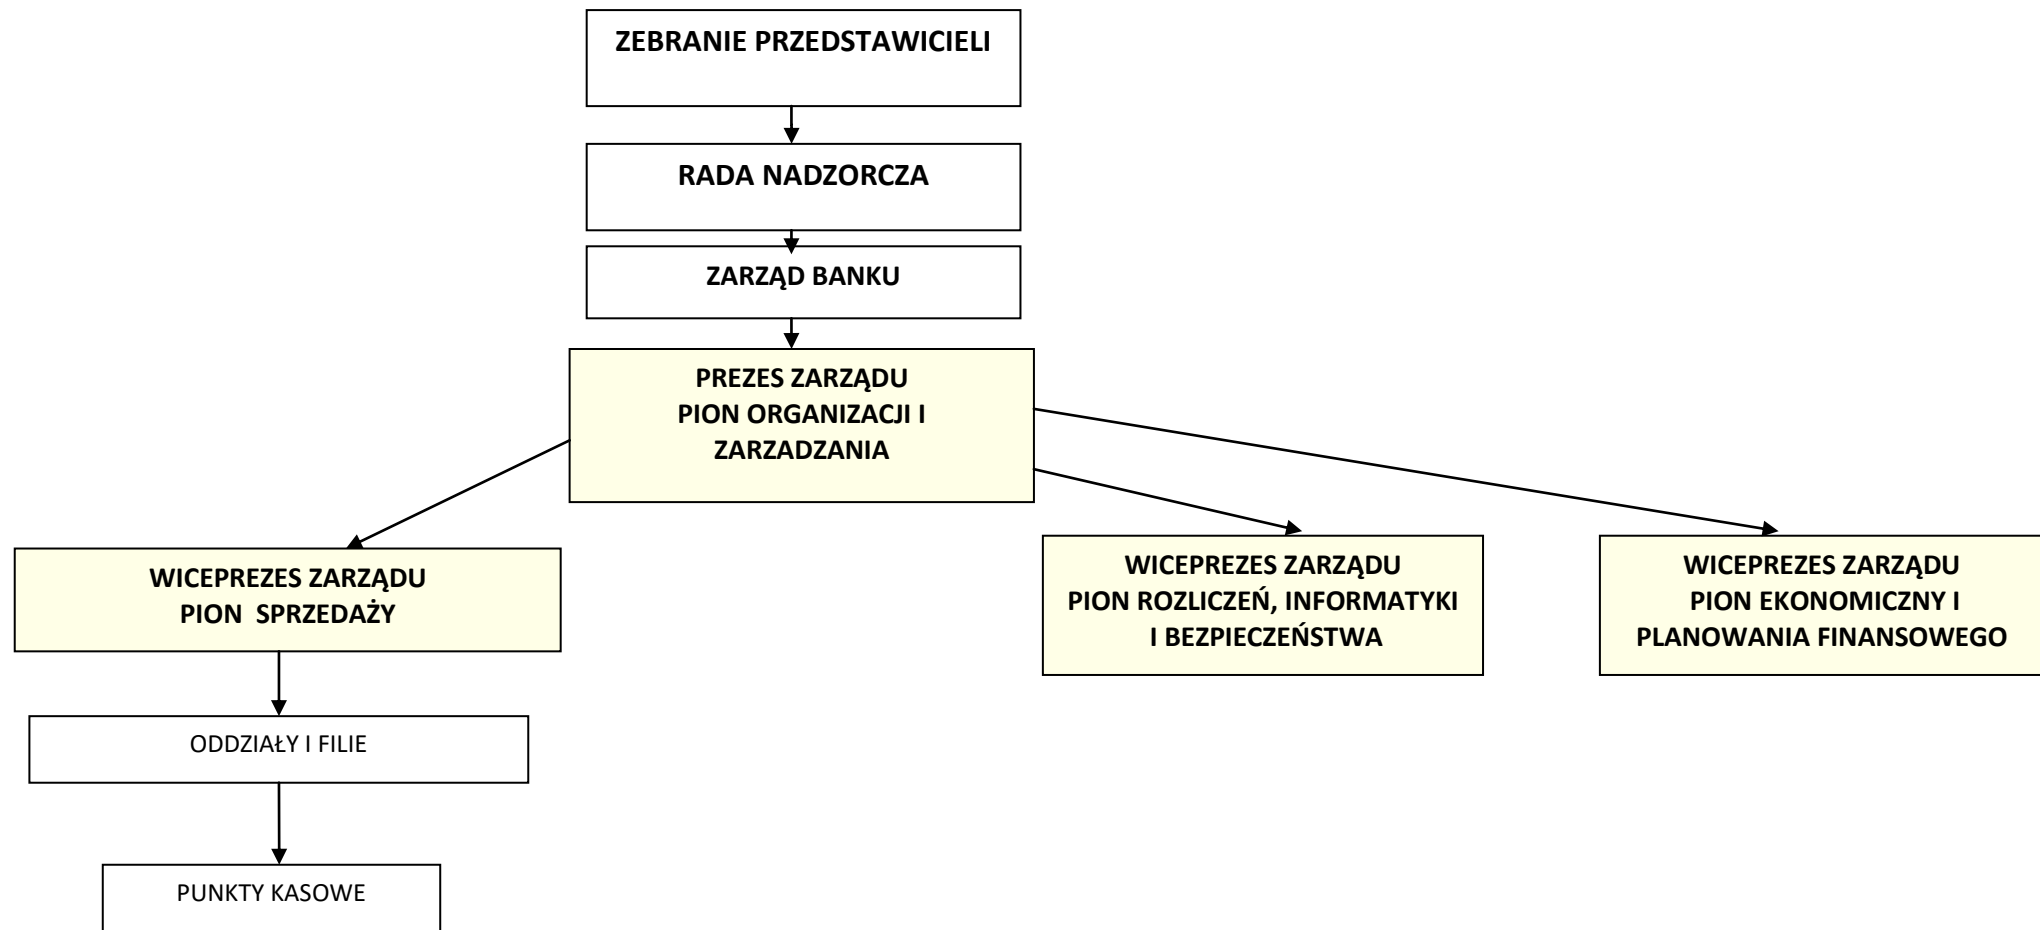 ZEBRANIE PRZEDSTAWICIELI
RADA NADZORCZA
ZARZĄD BANKU
PREZES ZARZĄDU
PION ORGANIZACJI I
ZARZADZANIA
WICEPREZES ZARZĄDU
PION SPRZEDAŻY
WICEPREZES ZARZĄDU
PION ROZLICZEŃ, INFORMATYKI
I BEZPIECZEŃSTWA
WICEPREZES ZARZĄDU
PION EKONOMICZNY I
PLANOWANIA FINANSOWEGO
ODDZIAŁY I FILIE
PUNKTY KASOWE